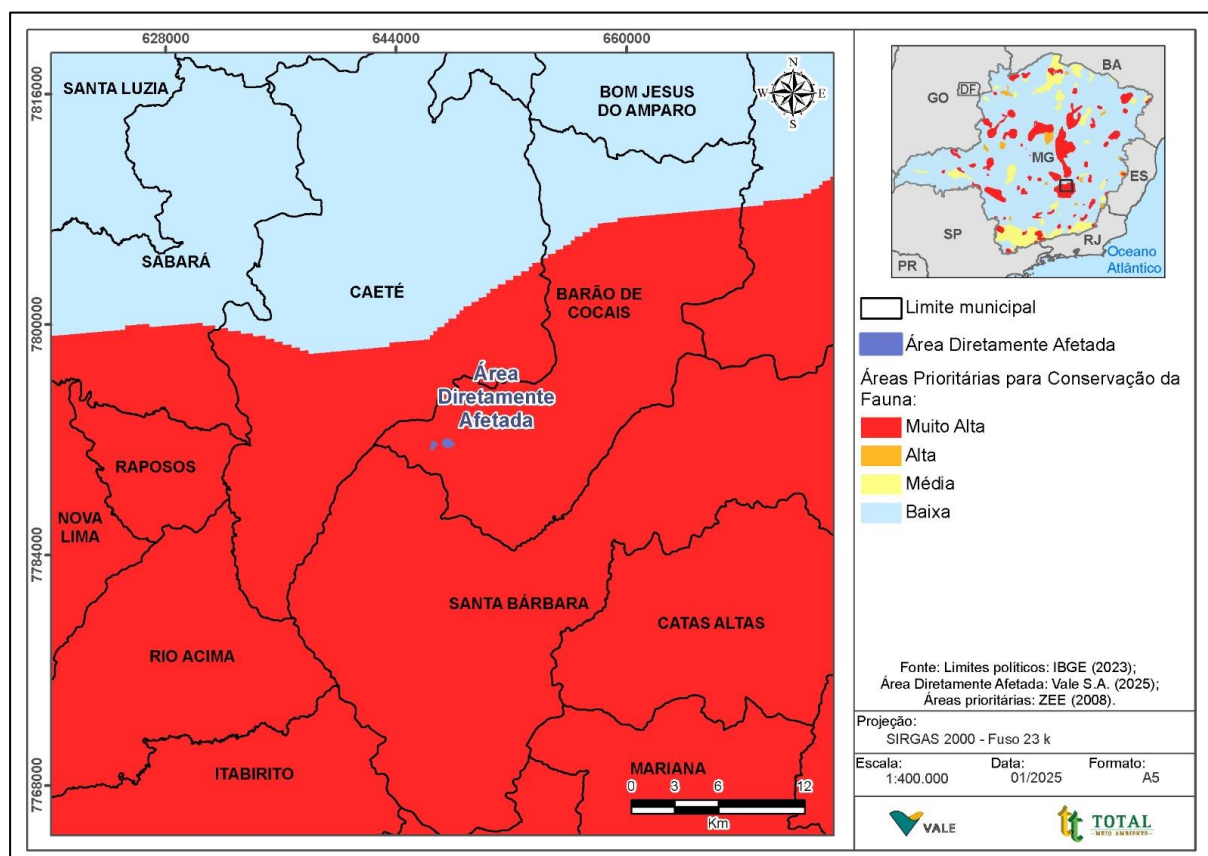 628000
644000
660000
7816000
7800000
7784000
7768000
SANTA LUZIA
BOM JESUS
DO AMPARO
N
W
E
S
SABARÁ
CAETÉ
BARÃO DE
COCAIS
Área
Diretamente
Afetada
RAPOSOS
NOVA
LIMA
SANTA BÁRBARA
CATAS ALTAS
RIO ACIMA
ITABIRITO
MARIANA
0 3 6 12
Km
BA
GO
DF
MG
ES
SP
RJ
PR
Oceano
Atlântico
Limite municipal
Área Diretamente Afetada
Áreas Prioritárias para Conservação da
Fauna:
Muito Alta
Alta
Média
Baixa
Fonte: Limites políticos: IBGE (2023);
Área Diretamente Afetada: Vale S.A. (2025);
Áreas prioritárias: ZEE (2008).
Projeção:
SIRGAS 2000 - Fuso 23 k
Escala: Data: Formato:
1:400.000 01/2025 A5
VALE
TOTAL
MEIO AMBIENTE